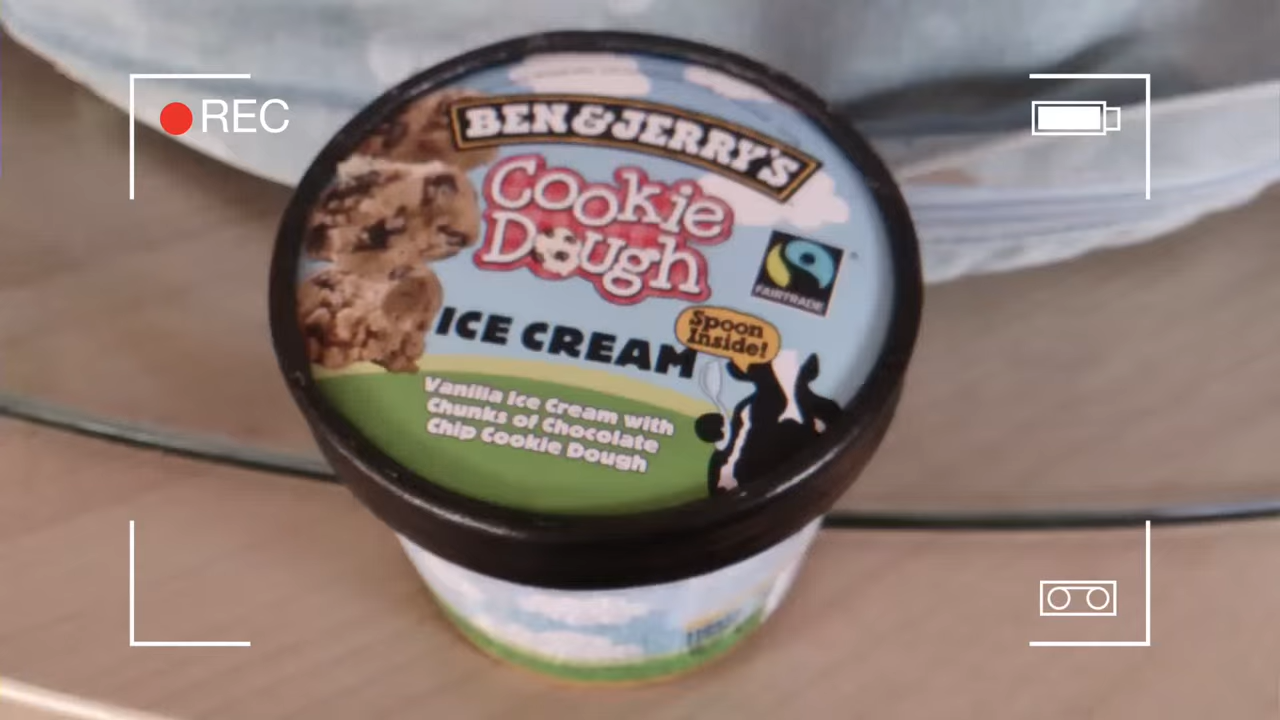 REC
BEN & JERRY'S
Cookie
Dough
FAIRTRADE
ICE CREAM
Spoon
Inside!
Vanilla Ice Cream with
Chunks of Chocolate
Chip Cookie Dough